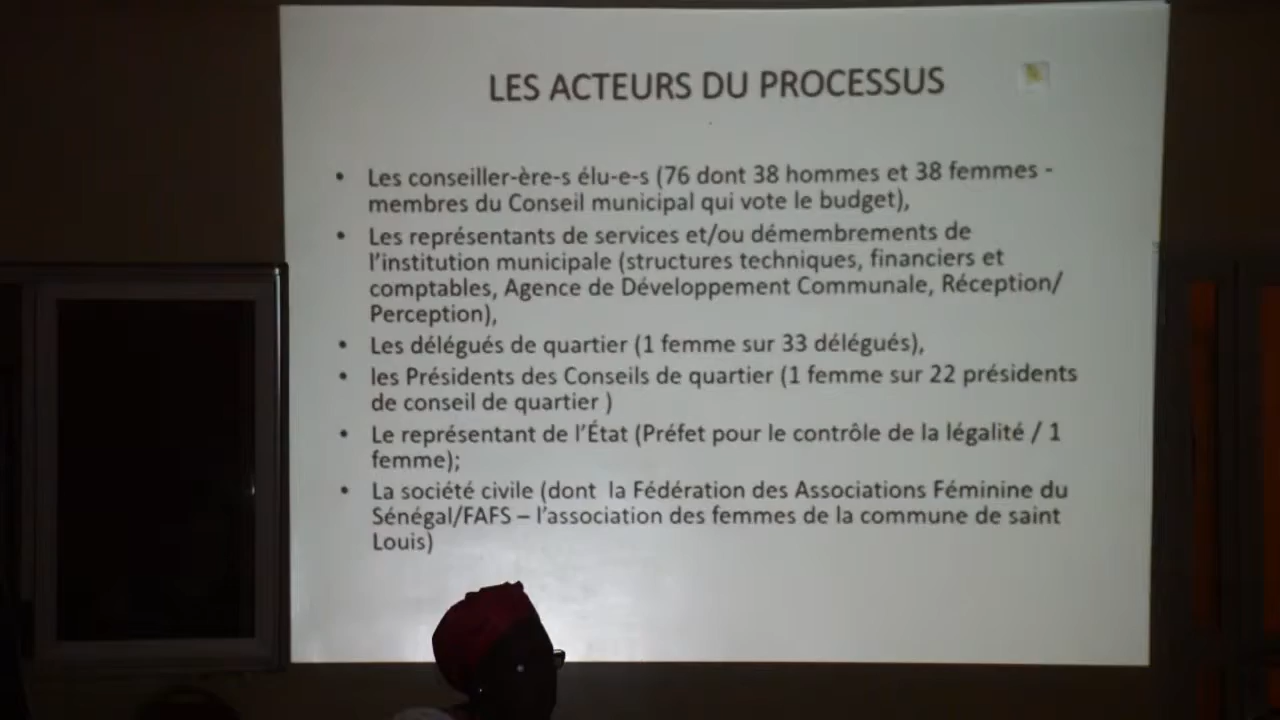 LES ACTEURS DU PROCESSUS
• Les conseiller-ère-s élu-e-s (76 dont 38 hommes et 38 femmes -
membres du Conseil municipal qui vote le budget),
• Les représentants de services et/ou démembrements de
l'institution municipale (structures techniques, financiers et
comptables, Agence de Développement Communale, Réception/
Perception),
• Les délégués de quartier (1 femme sur 33 délégués),
• les Présidents des Conseils de quartier (1 femme sur 22 présidents
de conseil de quartier )
• Le représentant de l'État (Préfet pour le contrôle de la légalité / 1
femme);
• La société civile (dont  la Fédération des Associations Féminine du
Sénégal/FAFS – l'association des femmes de la commune de saint
Louis)